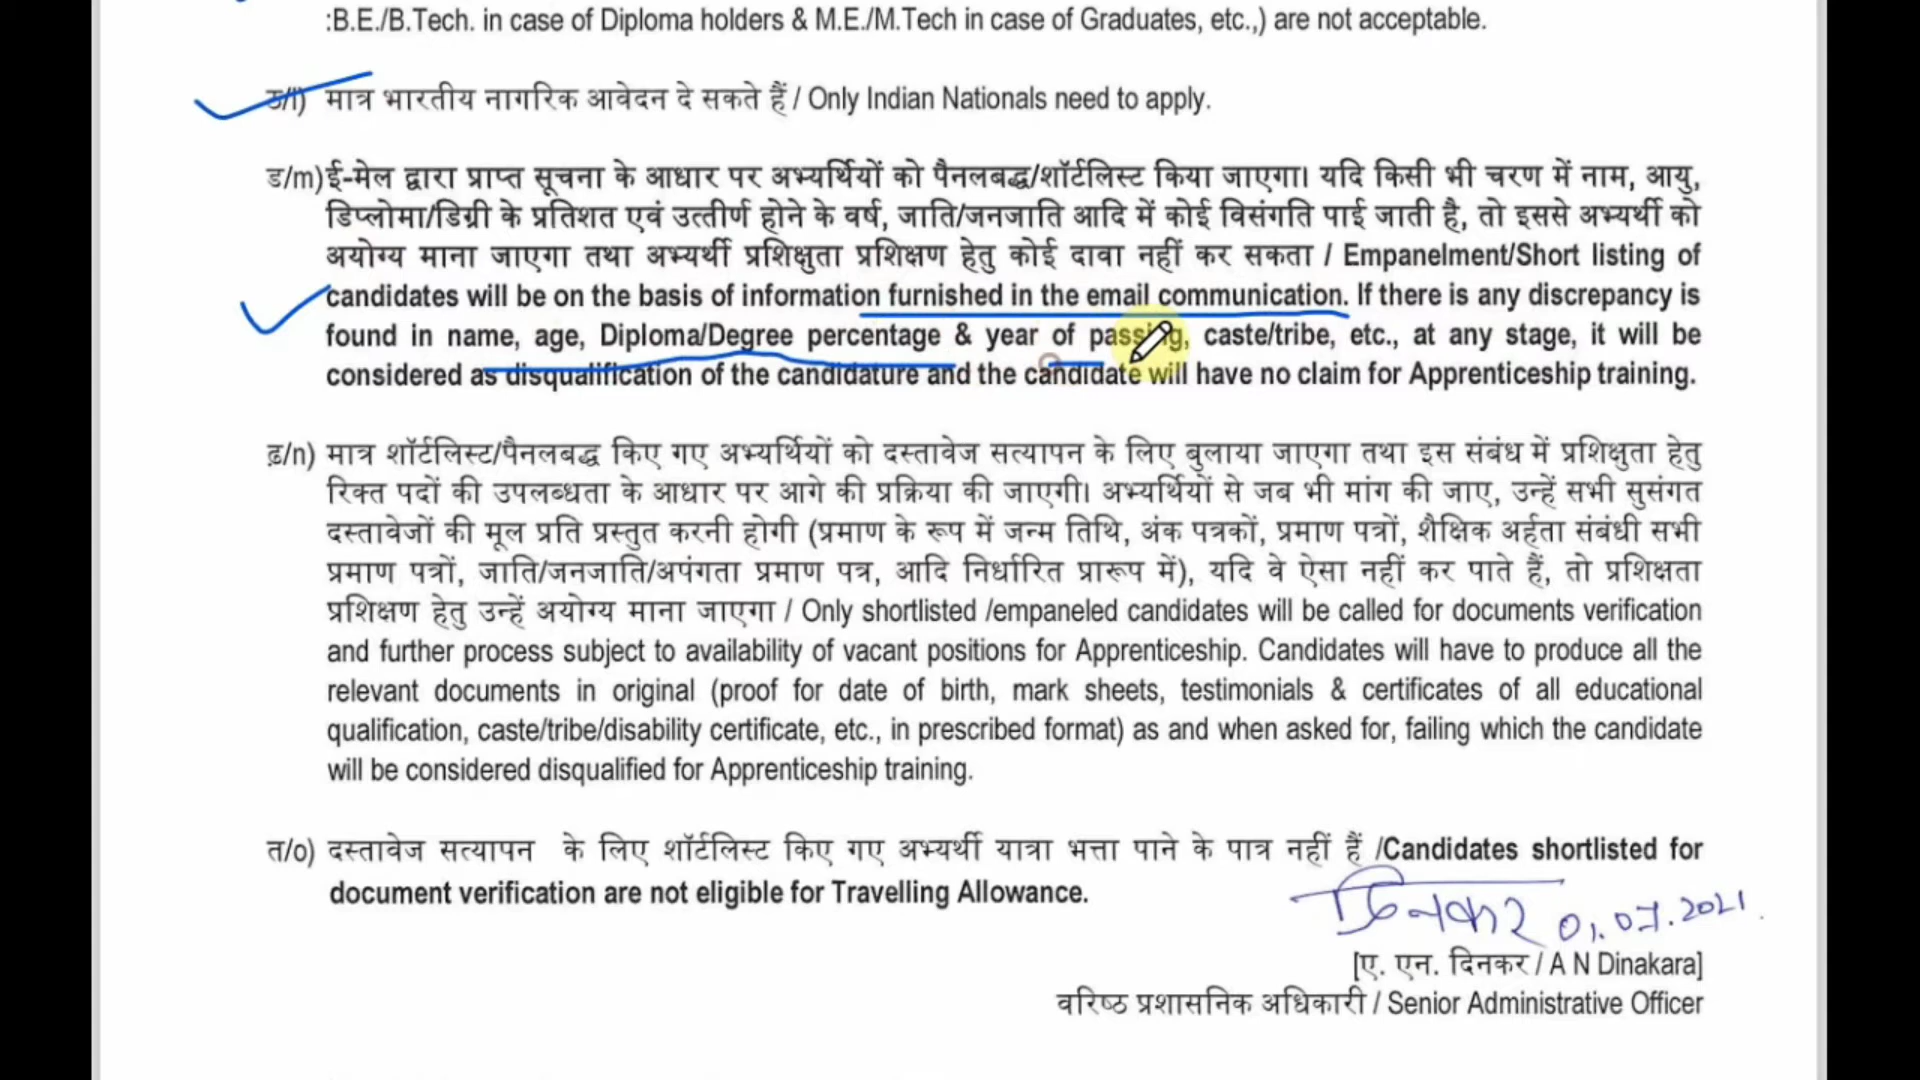 :B.E./B.Tech. in case of Diploma holders & M.E./M.Tech in case of Graduates, etc.,) are not acceptable.
ठ/l) मात्र भारतीय नागरिक आवेदन दे सकते हैं / Only Indian Nationals need to apply.
ड/m) ई-मेल द्वारा प्राप्त सूचना के आधार पर अभ्यर्थियों को पैनलबद्ध/शॉर्टलिस्ट किया जाएगा। यदि किसी भी चरण में नाम, आयु,
डिप्लोमा/डिग्री के प्रतिशत एवं उत्तीर्ण होने के वर्ष, जाति/जनजाति आदि में कोई विसंगति पाई जाती है, तो इससे अभ्यर्थी को
अयोग्य माना जाएगा तथा अभ्यर्थी प्रशिक्षुता प्रशिक्षण हेतु कोई दावा नहीं कर सकता / Empanelment/Short listing of
candidates will be on the basis of information furnished in the email communication. If there is any discrepancy is
found in name, age, Diploma/Degree percentage & year of passing, caste/tribe, etc., at any stage, it will be
considered as disqualification of the candidature and the candidate will have no claim for Apprenticeship training.
ढ/n) मात्र शॉर्टलिस्ट/पैनलबद्ध किए गए अभ्यर्थियों को दस्तावेज सत्यापन के लिए बुलाया जाएगा तथा इस संबंध में प्रशिक्षुता हेतु
रिक्त पदों की उपलब्धता के आधार पर आगे की प्रक्रिया की जाएगी। अभ्यर्थियों से जब भी मांग की जाए, उन्हें सभी सुसंगत
दस्तावेजों की मूल प्रति प्रस्तुत करनी होगी (प्रमाण के रूप में जन्म तिथि, अंक पत्रकों, प्रमाण पत्रों, शैक्षिक अर्हता संबंधी सभी
प्रमाण पत्रों, जाति/जनजाति/अपंगता प्रमाण पत्र, आदि निर्धारित प्रारूप में), यदि वे ऐसा नहीं कर पाते हैं, तो प्रशिक्षता
प्रशिक्षण हेतु उन्हें अयोग्य माना जाएगा / Only shortlisted /empaneled candidates will be called for documents verification
and further process subject to availability of vacant positions for Apprenticeship. Candidates will have to produce all the
relevant documents in original (proof for date of birth, mark sheets, testimonials & certificates of all educational
qualification, caste/tribe/disability certificate, etc., in prescribed format) as and when asked for, failing which the candidate
will be considered disqualified for Apprenticeship training.
त/o) दस्तावेज सत्यापन के लिए शॉर्टलिस्ट किए गए अभ्यर्थी यात्रा भत्ता पाने के पात्र नहीं हैं /Candidates shortlisted for
document verification are not eligible for Travelling Allowance.
दिनकर 01.07.2021
[ए. एन. दिनकर / A N Dinakara]
वरिष्ठ प्रशासनिक अधिकारी / Senior Administrative Officer